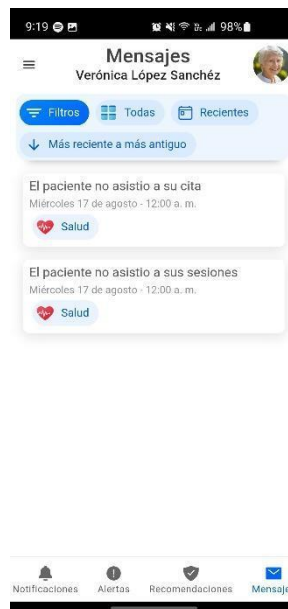 9:19 98%
Mensajes
Verónica López Sanchéz
Filtros Todas Recientes
Más reciente a más antiguo
El paciente no asistio a su cita
Miércoles 17 de agosto - 12:00 a. m.
Salud
El paciente no asistio a sus sesiones
Miércoles 17 de agosto - 12:00 a. m.
Salud
Notificaciones Alertas Recomendaciones Mensaje